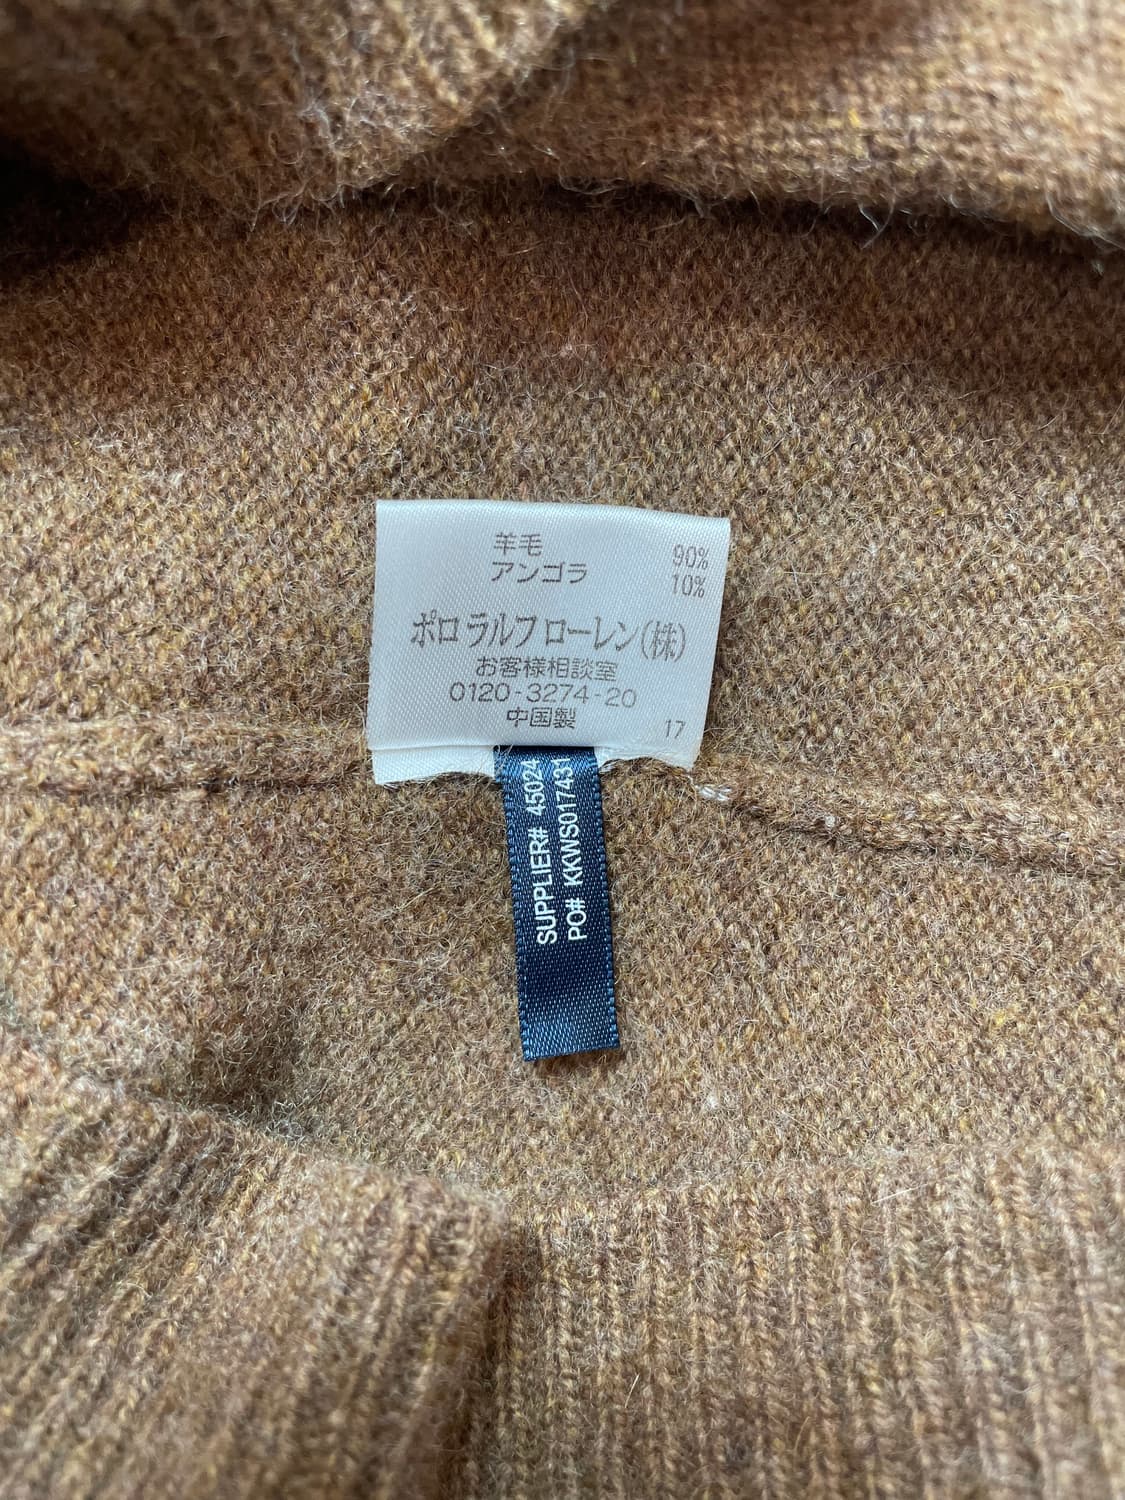 羊毛 90%
アンゴラ 10%
ポロ ラルフ ローレン(株)
お客様相談室
0120-3274-20
中国製 17
SUPPLIER# 45024
PO# KKWS017431